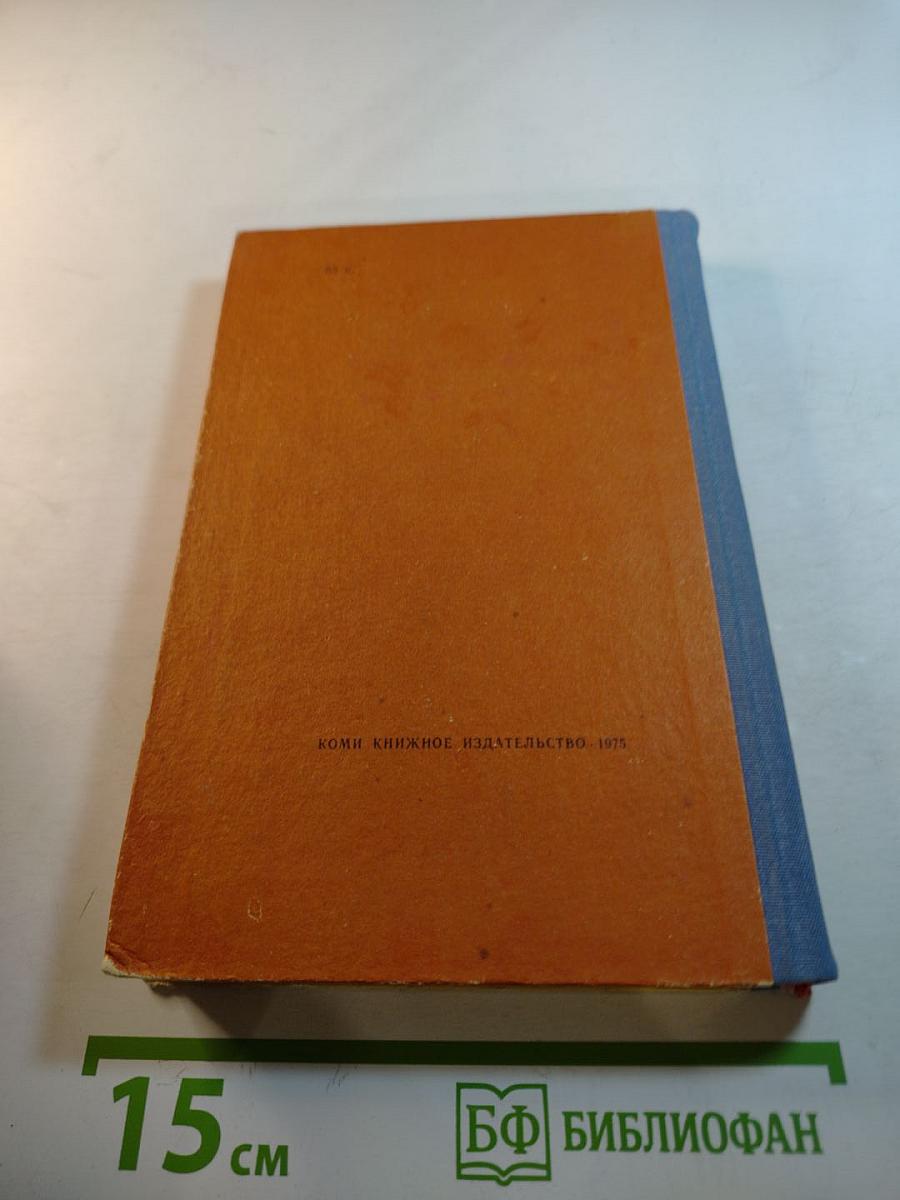 КОМИ КНИЖНОЕ ИЗДАТЕЛЬСТВО · 1975
15 см
БФ БИБЛИОФАН